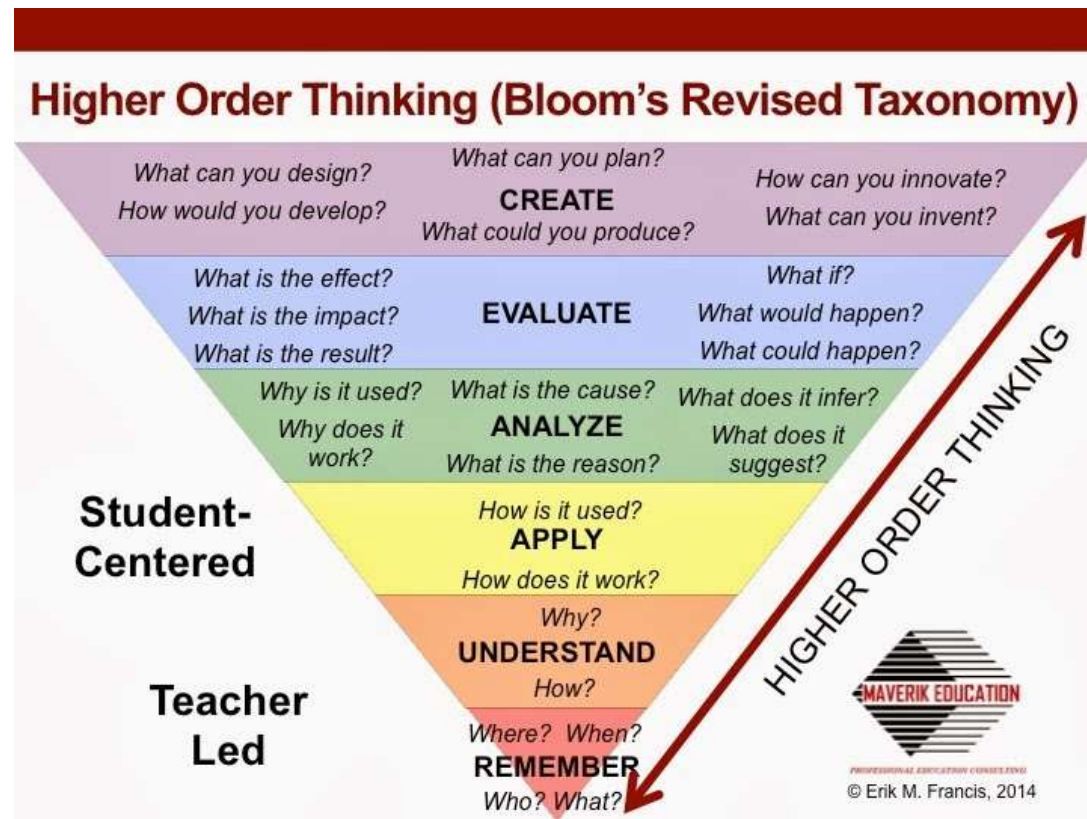 Higher Order Thinking (Bloom's Revised Taxonomy)
What can you design?
How would you develop?
What can you plan?
CREATE
What could you produce?
How can you innovate?
What can you invent?
What is the effect?
What is the impact?
What is the result?
EVALUATE
What if?
What would happen?
What could happen?
Why is it used?
Why does it
work?
What is the cause?
ANALYZE
What is the reason?
What does it infer?
What does it
suggest?
How is it used?
APPLY
How does it work?
Why?
UNDERSTAND
How?
Where? When?
REMEMBER
Who? What?
Student-
Centered
Teacher
Led
HIGHER ORDER THINKING
MAVERIK EDUCATION
PROFESSIONAL EDUCATION CONSULTING
© Erik M. Francis, 2014